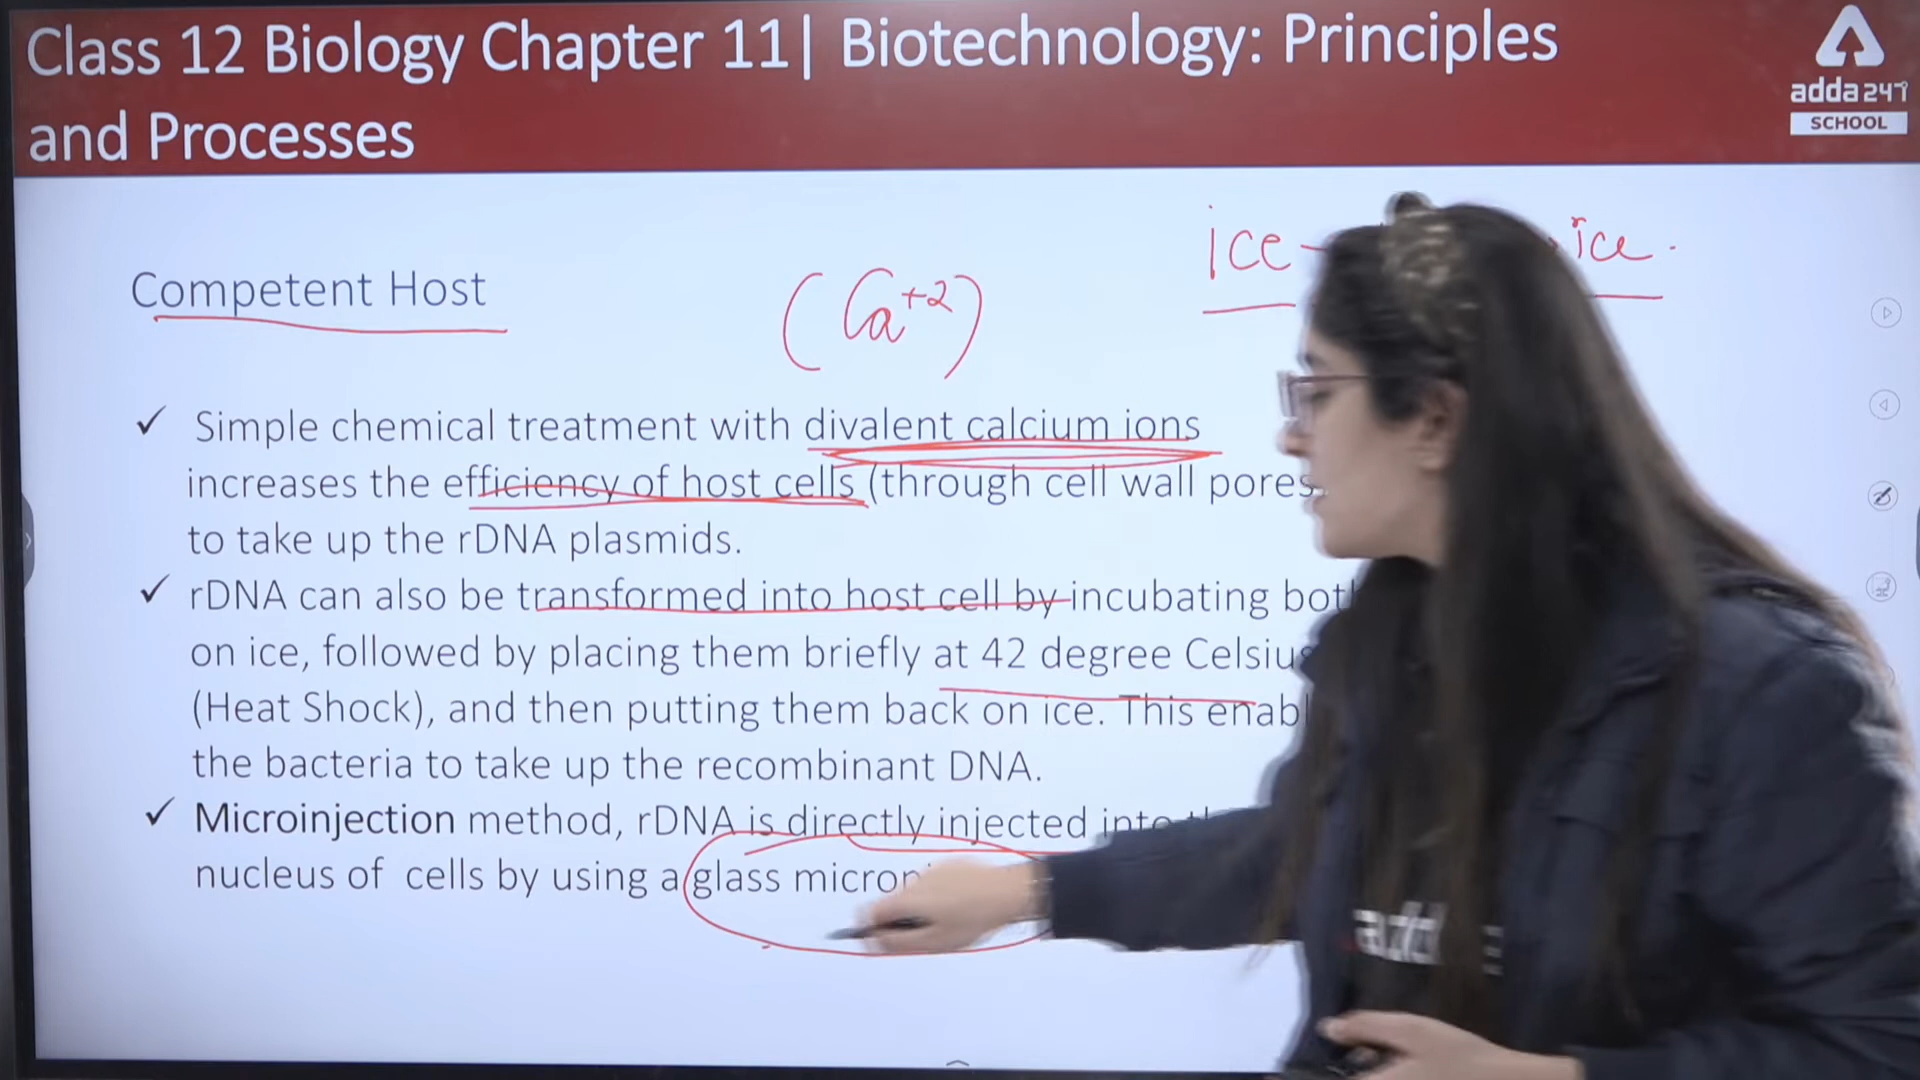 Class 12 Biology Chapter 11| Biotechnology: Principles
and Processes
adda247
SCHOOL
ice ice
Competent Host
(Ca+2)
✓ Simple chemical treatment with divalent calcium ions
increases the efficiency of host cells (through cell wall pores
to take up the rDNA plasmids.
✓ rDNA can also be transformed into host cell by incubating
on ice, followed by placing them briefly at 42 degree
(Heat Shock), and then putting them back on ice. This
the bacteria to take up the recombinant DNA.
✓ Microinjection method, rDNA is directly injected into
nucleus of cells by using a glass